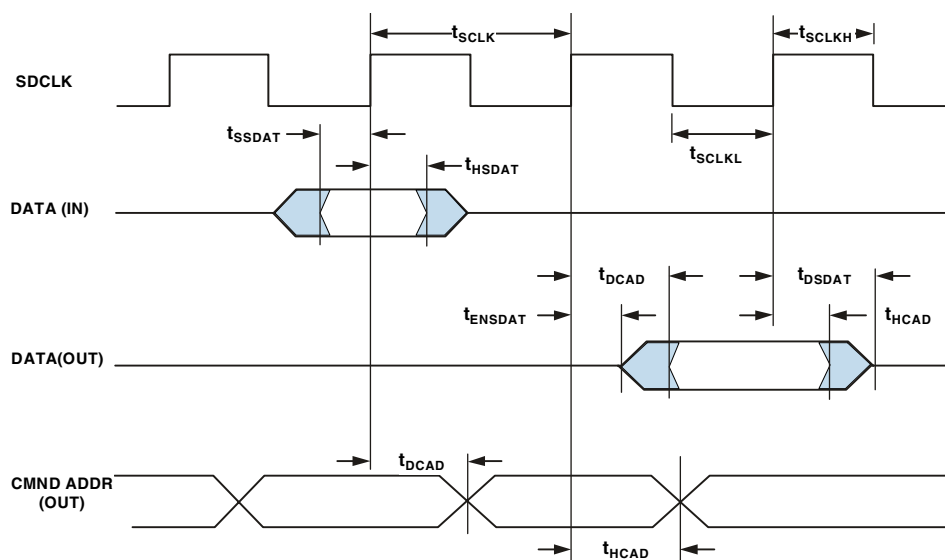 tSCLK
tSCLKH
SDCLK
tSSDAT
tSCLKL
tHSDAT
DATA (IN)
tDCAD
tDSDAT
tENSDAT
tHCAD
DATA(OUT)
tDCAD
CMND ADDR
(OUT)
tHCAD